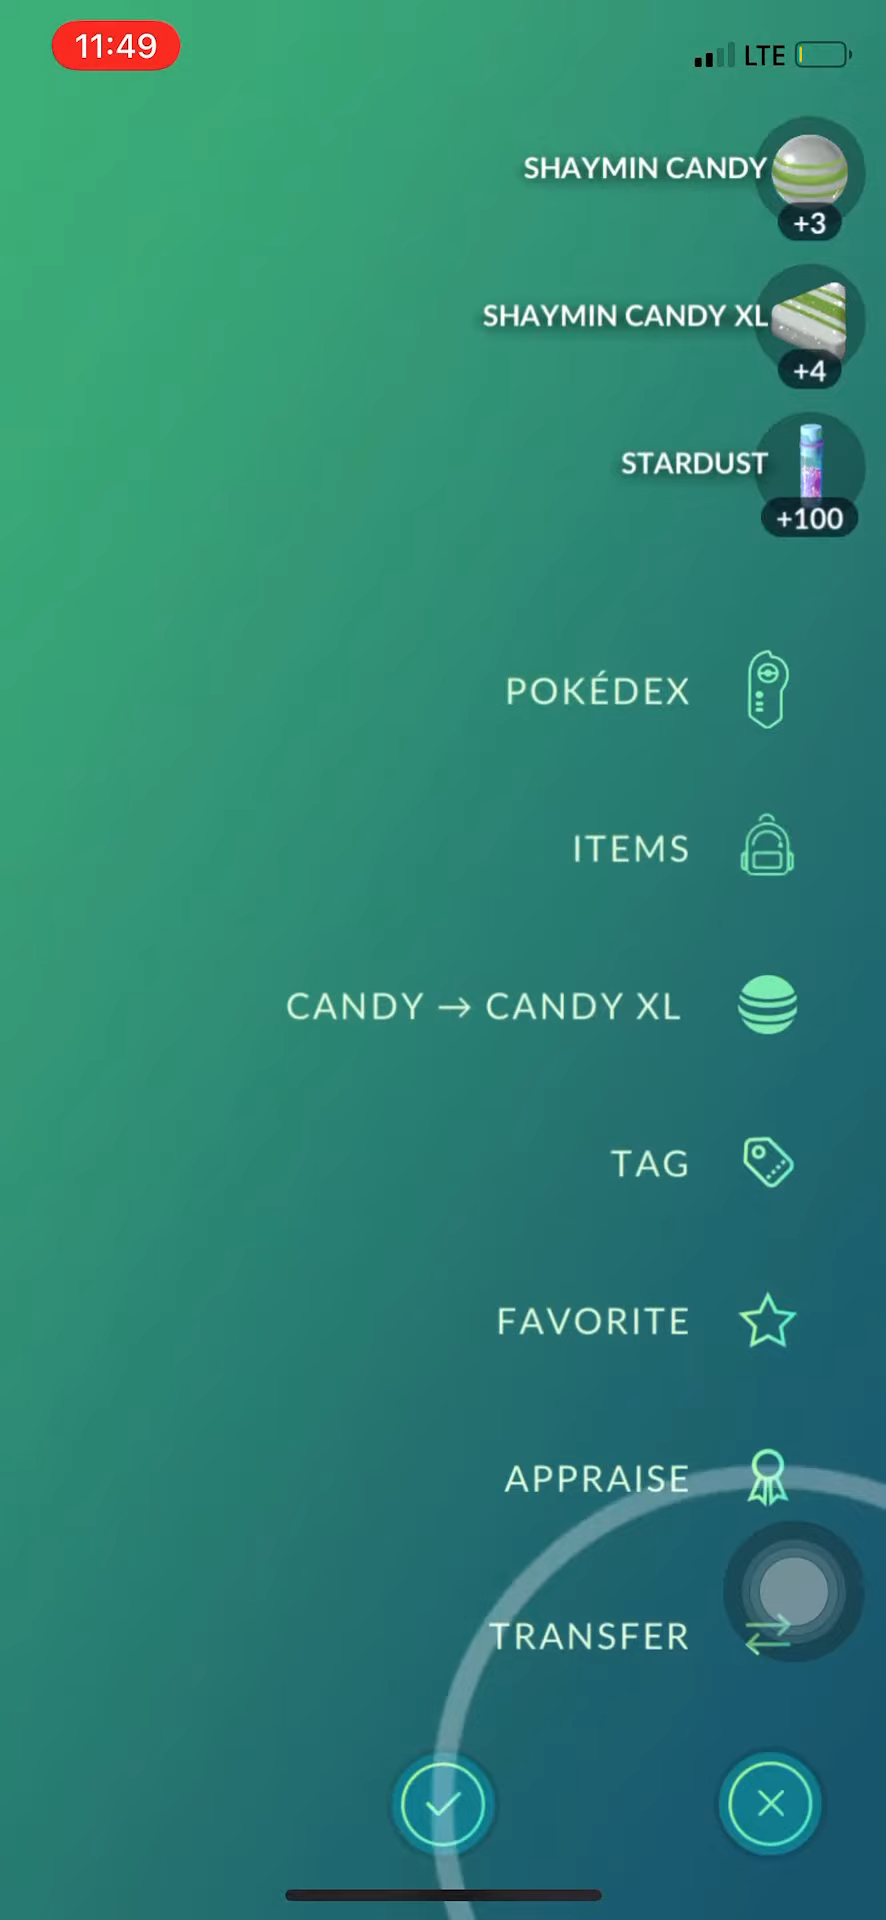 11:49
LTE
SHAYMIN CANDY
+3
SHAYMIN CANDY XL
+4
STARDUST
+100
POKÉDEX
ITEMS
CANDY → CANDY XL
TAG
FAVORITE
APPRAISE
TRANSFER